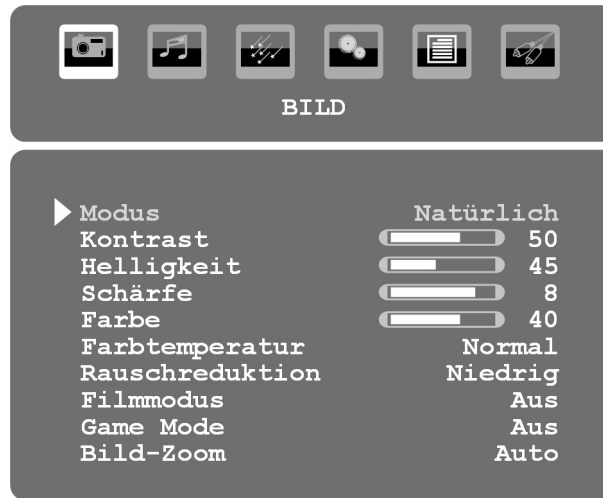 BILD
Modus Natürlich
Kontrast 50
Helligkeit 45
Schärfe 8
Farbe 40
Farbtemperatur Normal
Rauschreduktion Niedrig
Filmmodus Aus
Game Mode Aus
Bild-Zoom Auto